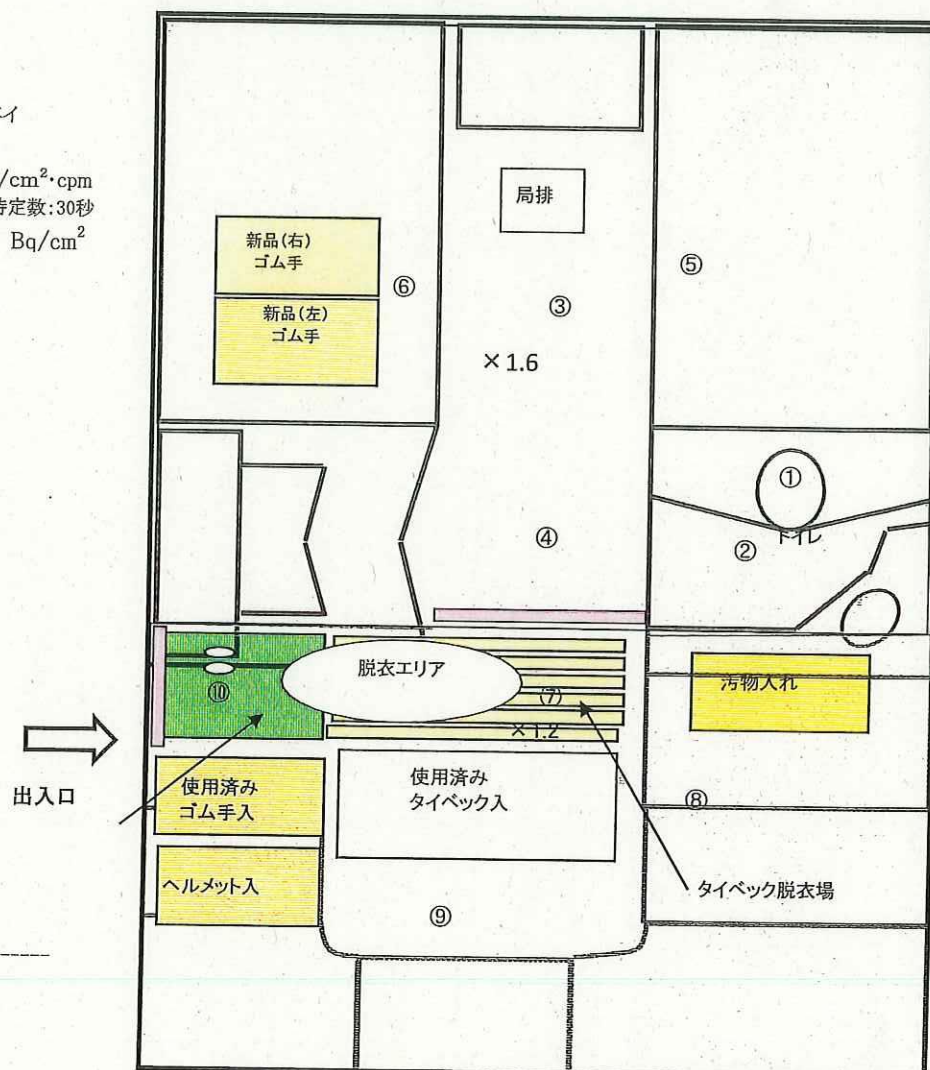 イ
/cm²·cpm
時定数:30秒
Bq/cm²
局排
新品(右)
ゴム手
新品(左)
ゴム手
⑥
③
⑤
×1.6
①
トイレ
④
②
脱衣エリア
⑩
⑦
×1.2
汚物入れ
出入口
使用済み
ゴム手入
使用済み
タイベック入
⑧
ヘルメット入
⑨
タイベック脱衣場